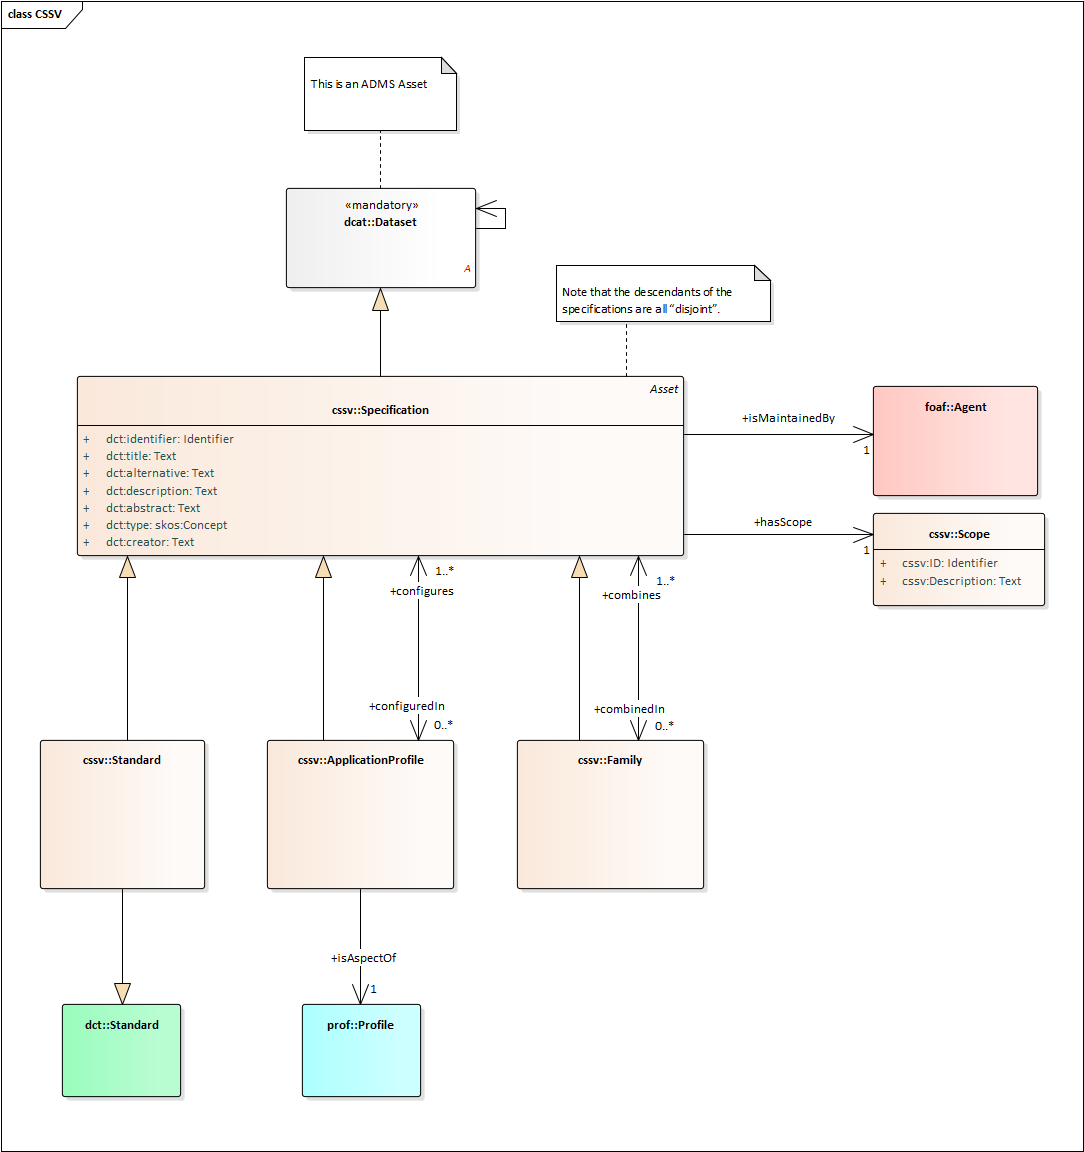 class CSSV
This is an ADMS Asset
«mandatory»
dcat::Dataset
A
Note that the descendants of the
specifications are all “disjoint”.
Asset
cssv::Specification
+ dct:identifier: Identifier
+ dct:title: Text
+ dct:alternative: Text
+ dct:description: Text
+ dct:abstract: Text
+ dct:type: skos:Concept
+ dct:creator: Text
+isMaintainedBy
1
foaf::Agent
+hasScope
1
cssv::Scope
+ cssv:ID: Identifier
+ cssv:Description: Text
1..*
+configures
1..*
+combines
+configuredIn
0..*
+combinedIn
0..*
cssv::Standard
cssv::ApplicationProfile
cssv::Family
+isAspectOf
1
dct::Standard
prof::Profile